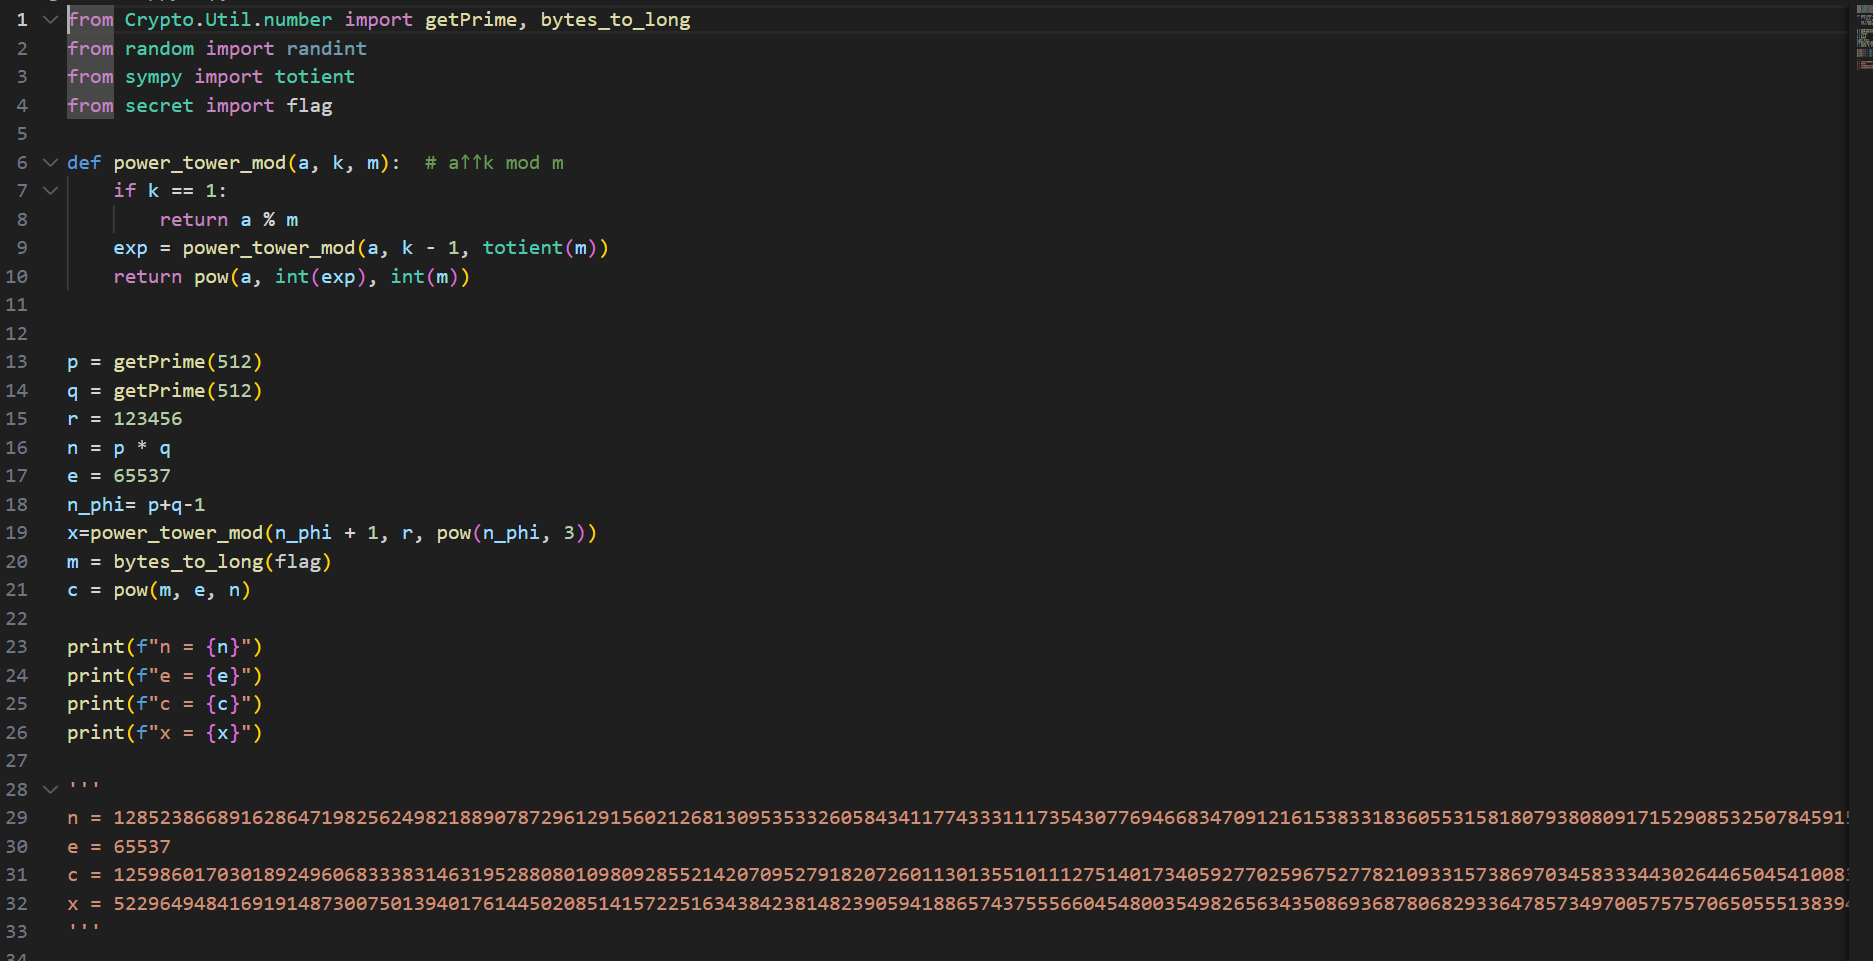 1 from Crypto.Util.number import getPrime, bytes_to_long
2 from random import randint
3 from sympy import totient
4 from secret import flag
5
6 def power_tower_mod(a, k, m):  # a↑↑k mod m
7     if k == 1:
8         return a % m
9     exp = power_tower_mod(a, k - 1, totient(m))
10     return pow(a, int(exp), int(m))
11
12
13 p = getPrime(512)
14 q = getPrime(512)
15 r = 123456
16 n = p * q
17 e = 65537
18 n_phi= p+q-1
19 x=power_tower_mod(n_phi + 1, r, pow(n_phi, 3))
20 m = bytes_to_long(flag)
21 c = pow(m, e, n)
22
23 print(f"n = {n}")
24 print(f"e = {e}")
25 print(f"c = {c}")
26 print(f"x = {x}")
27
28 '''
29 n = 128523866891628647198256249821889078729612915602126813095353326058434117743331117354307769466834709121615383318360553158180793808091715290853250784591
30 e = 65537
31 c = 125986017030189249606833383146319528808010980928552142070952791820726011301355101112751401734059277025967527782109331573869703458333443026446504541008
32 x = 522964948416919148730075013940176144502085141572251634384238148239059418865743755566045480035498265634350869368780682933647857349700575757065055513839
33 '''
34